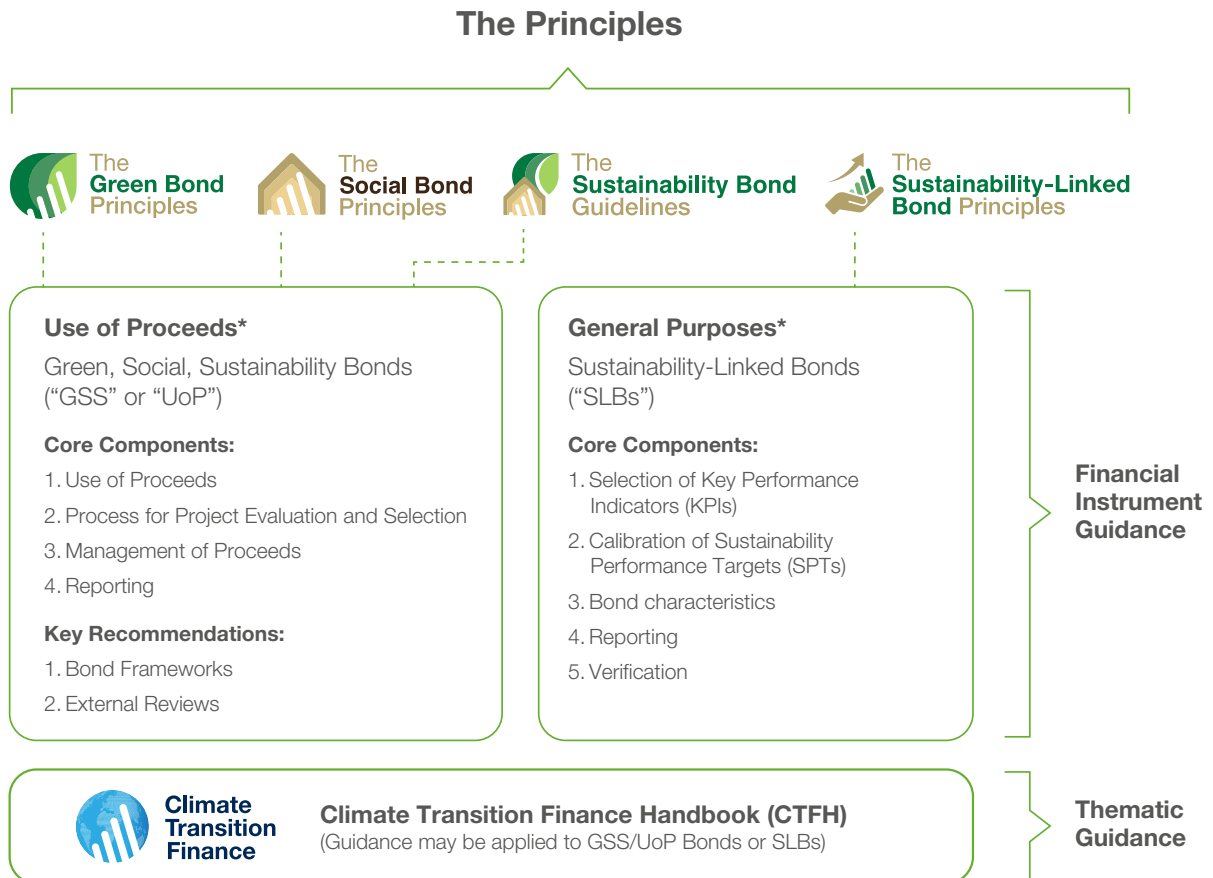 The Principles
The
Green Bond
Principles
The
Social Bond
Principles
The
Sustainability Bond
Guidelines
The
Sustainability-Linked
Bond Principles
Use of Proceeds*
Green, Social, Sustainability Bonds
(“GSS” or “UoP”)
Core Components:
1. Use of Proceeds
2. Process for Project Evaluation and Selection
3. Management of Proceeds
4. Reporting
Key Recommendations:
1. Bond Frameworks
2. External Reviews
General Purposes*
Sustainability-Linked Bonds
(“SLBs”)
Core Components:
1. Selection of Key Performance
Indicators (KPIs)
2. Calibration of Sustainability
Performance Targets (SPTs)
3. Bond characteristics
4. Reporting
5. Verification
Financial
Instrument
Guidance
Climate
Transition
Finance
Climate Transition Finance Handbook (CTFH)
(Guidance may be applied to GSS/UoP Bonds or SLBs)
Thematic
Guidance